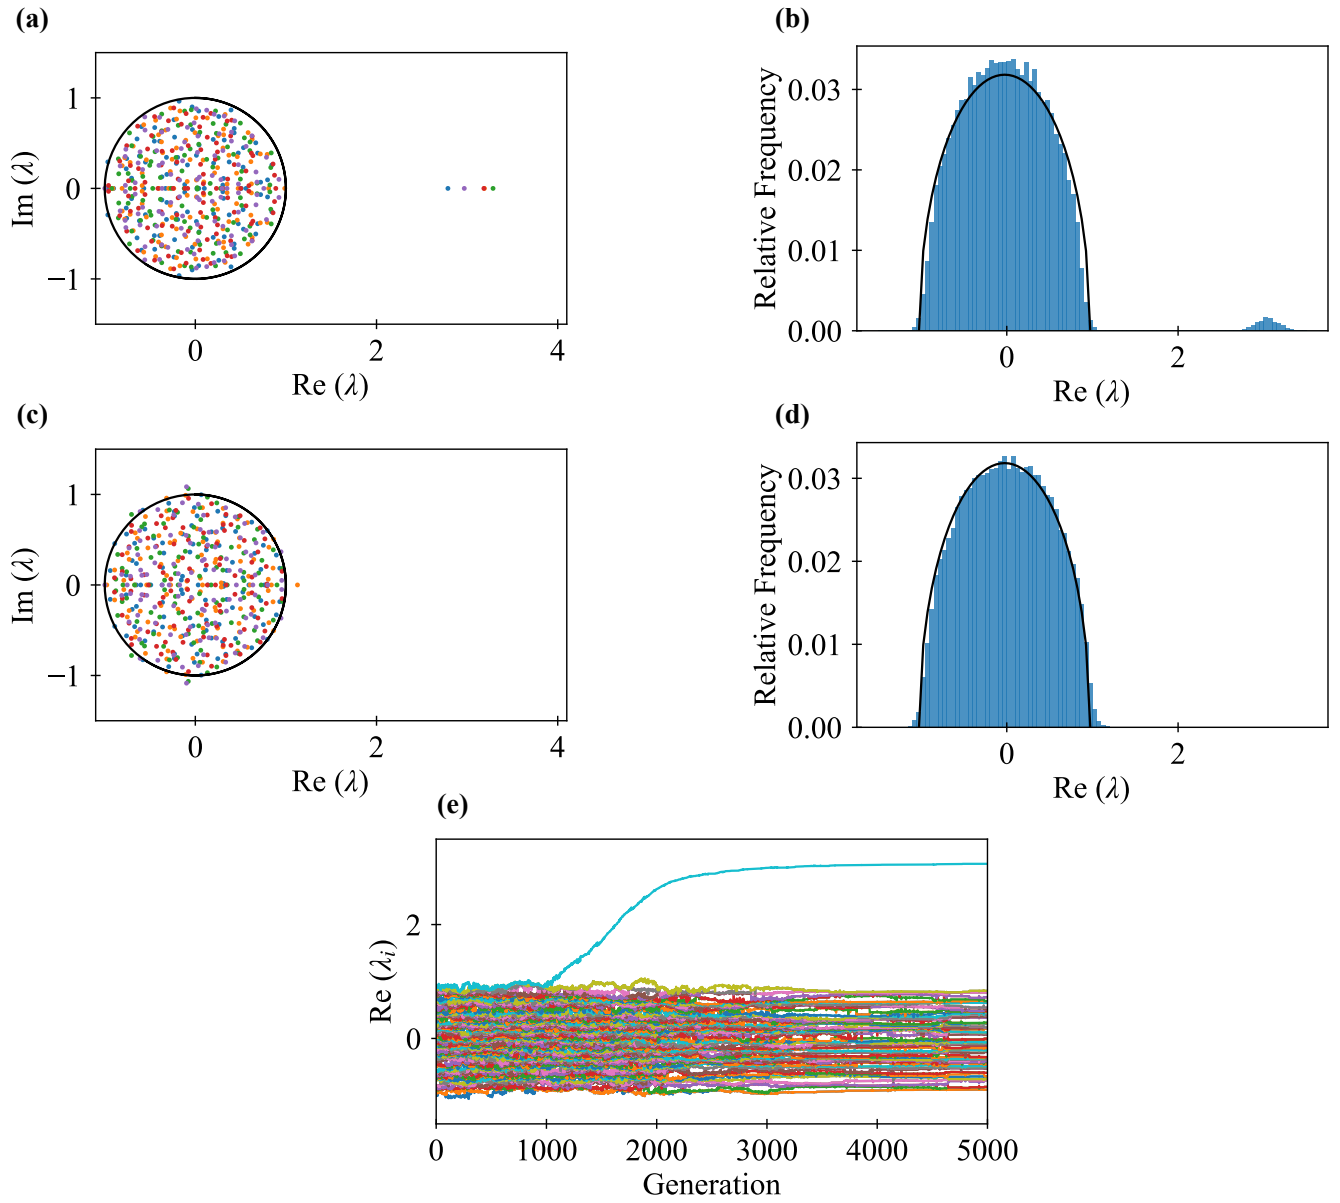 (a)
(b)
1
0
−1
Im (λ)
0
2
4
Re (λ)
0.03
0.02
0.01
0.00
Relative Frequency
0
2
Re (λ)
(c)
(d)
1
0
−1
Im (λ)
0
2
4
Re (λ)
0.03
0.02
0.01
0.00
Relative Frequency
0
2
Re (λ)
(e)
2
0
Re (λi)
0
1000
2000
3000
4000
5000
Generation